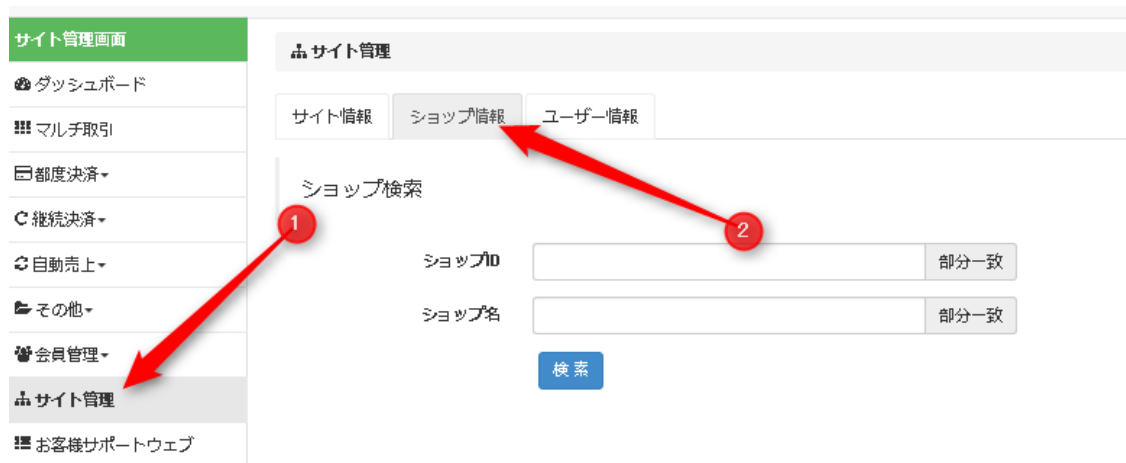 サイト管理画面
ダッシュボード
マルチ取引
都度決済
継続決済
自動売上
その他
会員管理
サイト管理
お客様サポートウェブ
サイト管理
サイト情報 ショップ情報 ユーザー情報
ショップ検索
1
2
ショップID 部分一致
ショップ名 部分一致
検索